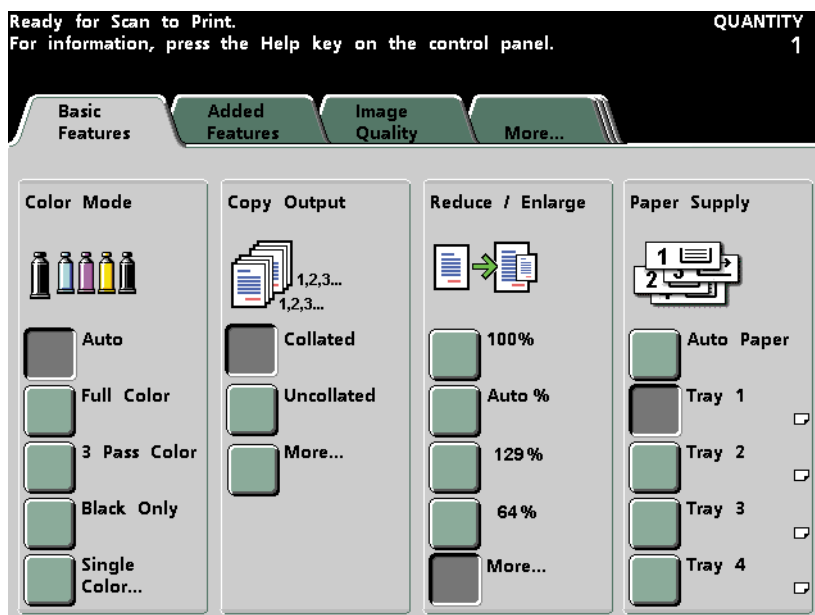 Ready for Scan to Print.
QUANTITY
For information, press the Help key on the control panel.
1
Basic
Features
Added
Features
Image
Quality
More...
Color Mode
Auto
Full Color
3 Pass Color
Black Only
Single
Color...
Copy Output
1,2,3...
1,2,3...
Collated
Uncollated
More...
Reduce / Enlarge
100%
Auto %
129%
64%
More...
Paper Supply
1
2
3
Auto Paper
Tray 1
Tray 2
Tray 3
Tray 4